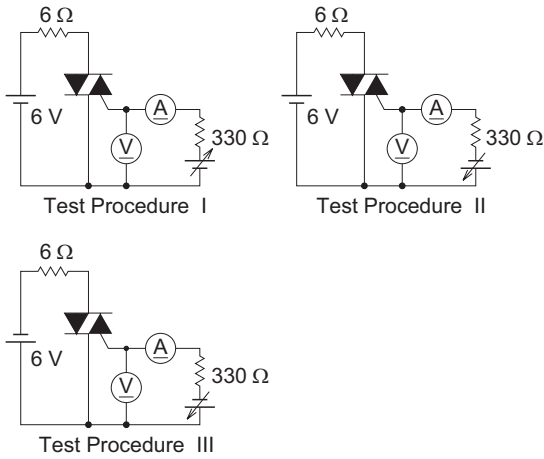 6 Ω
6 V
A
V
330 Ω
Test Procedure I
6 Ω
6 V
A
V
330 Ω
Test Procedure II
6 Ω
6 V
A
V
330 Ω
Test Procedure III